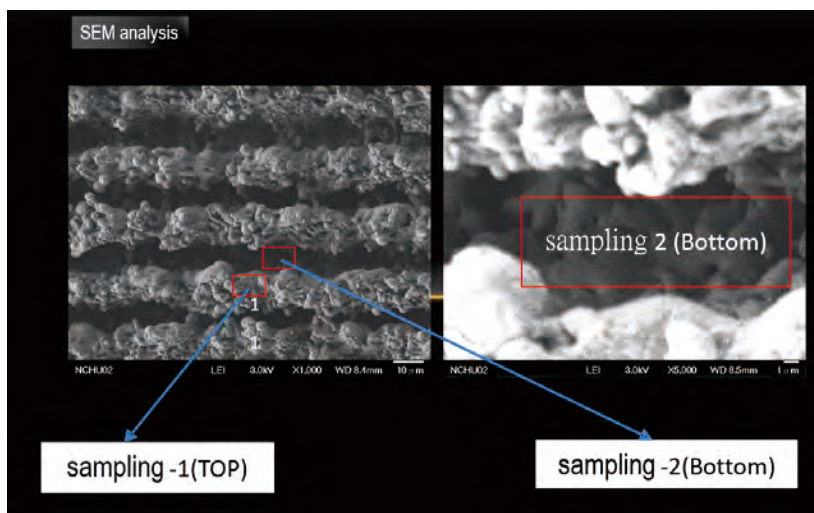 SEM analysis
-1
1
NCHU02 LEI 3.0kV X1,000 WD 8.4mm 10μm
sampling 2 (Bottom)
NCHU02 LEI 3.0kV X5,000 WD 8.5mm 1μm
sampling -1(TOP)
sampling -2(Bottom)